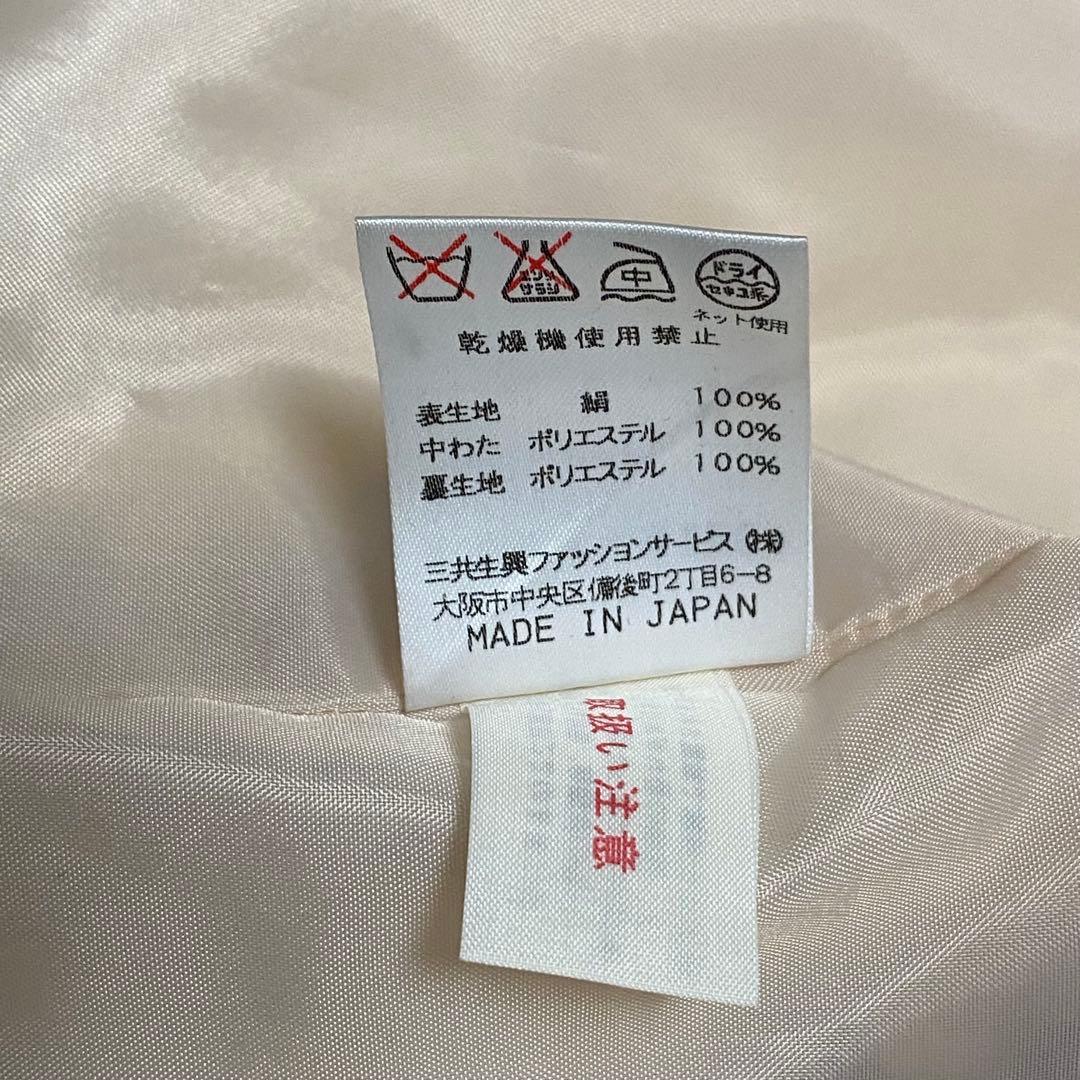 エンソ
サラシ
中
ドライ
セキユ系
ネット使用
乾燥機使用禁止
表生地 絹 100%
中わた ポリエステル 100%
裏生地 ポリエステル 100%
三共生興ファッションサービス(株)
大阪市中央区備後町2丁目6-8
MADE IN JAPAN
取扱い注意